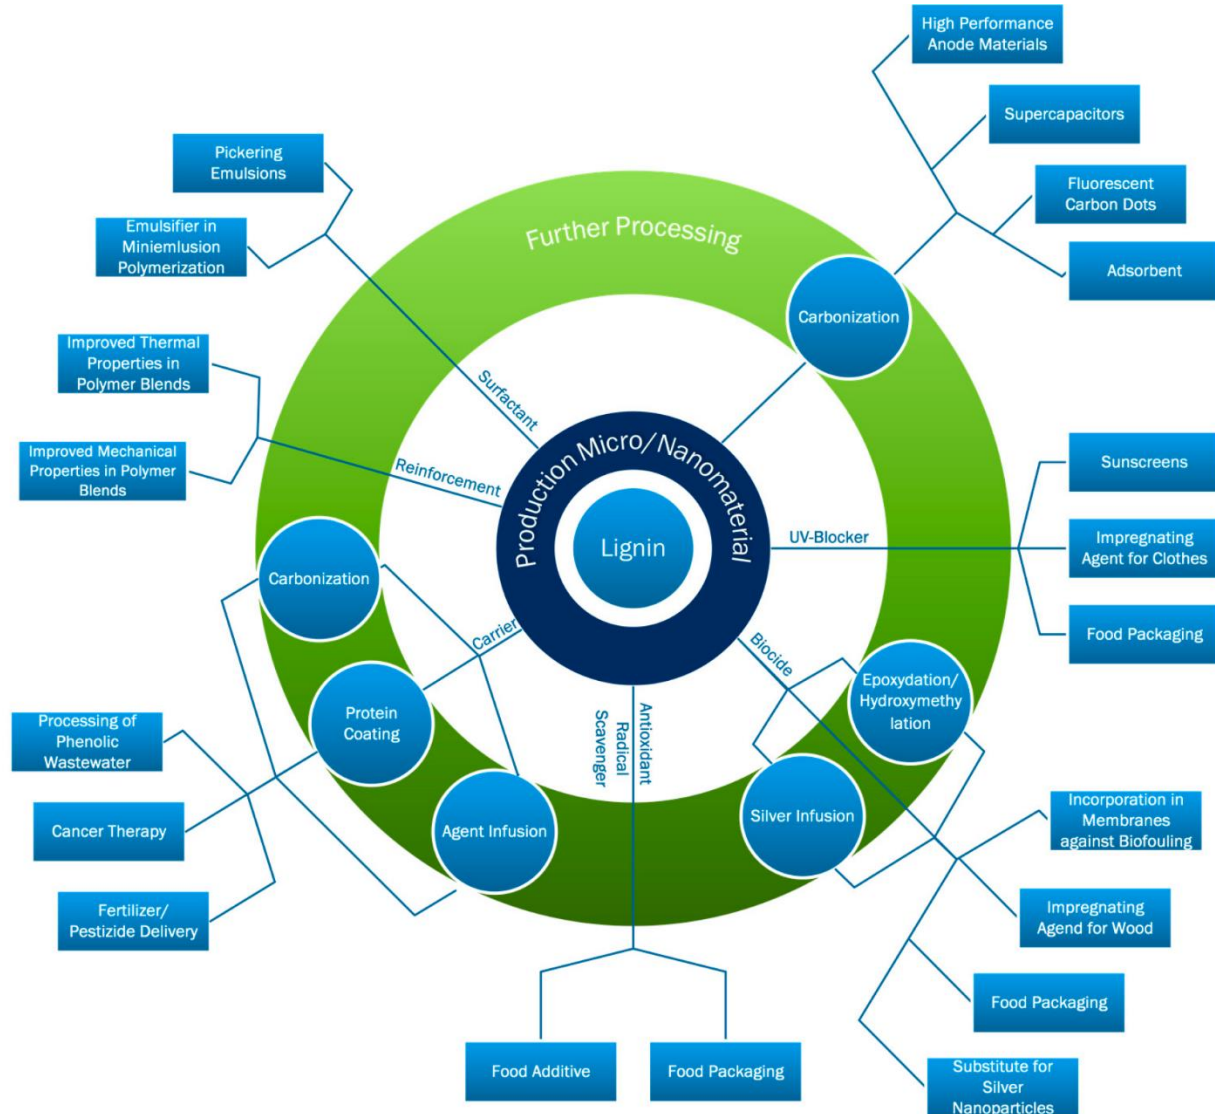 High Performance
Anode Materials
Supercapacitors
Fluorescent
Carbon Dots
Adsorbent
Pickering
Emulsions
Emulsifier in
Miniemlusion
Polymerization
Further Processing
Carbonization
Improved Thermal
Properties in
Polymer Blends
Improved Mechanical
Properties in Polymer
Blends
Surfactant
Reinforcement
Production Micro/Nanomaterial
Lignin
UV-Blocker
Sunscreens
Impregnating
Agent for Clothes
Food Packaging
Carbonization
Carrier
Protein
Coating
Agent Infusion
Processing of
Phenolic
Wastewater
Cancer Therapy
Fertilizer/
Pestizide Delivery
Antioxidant
Radical
Scavenger
Food Additive
Food Packaging
Biocide
Epoxydation/
Hydroxymethy
lation
Silver Infusion
Incorporation in
Membranes
against Biofouling
Impregnating
Agend for Wood
Food Packaging
Substitute for
Silver
Nanoparticles